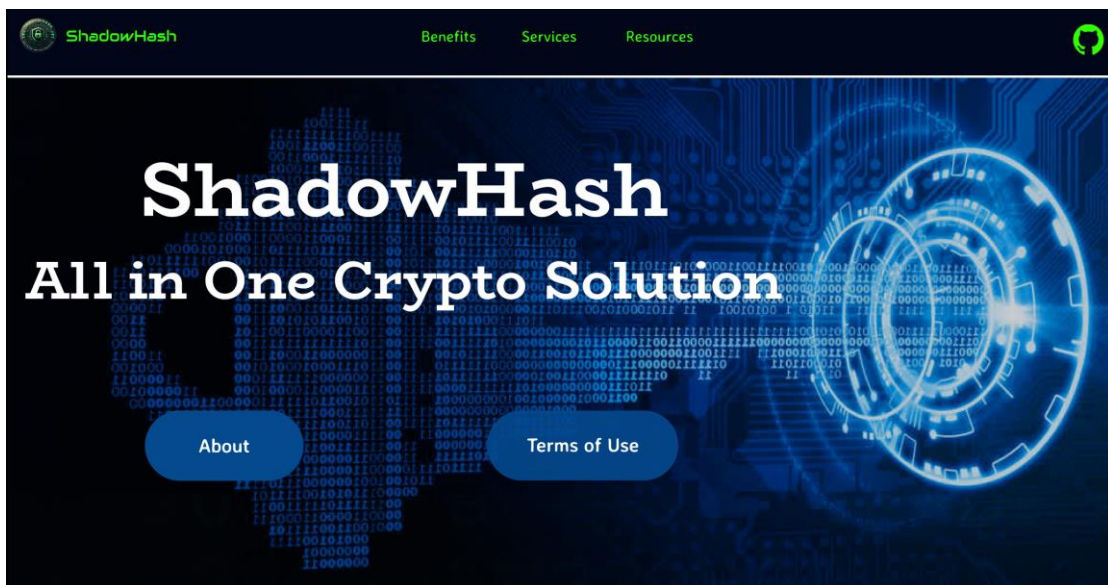 ShadowHash
Benefits
Services
Resources
ShadowHash
All in One Crypto Solution
About
Terms of Use